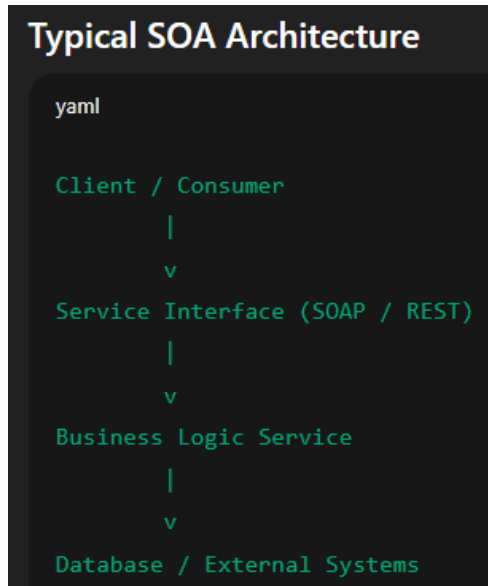 Typical SOA Architecture
yaml
Client / Consumer
|
v
Service Interface (SOAP / REST)
|
v
Business Logic Service
|
v
Database / External Systems